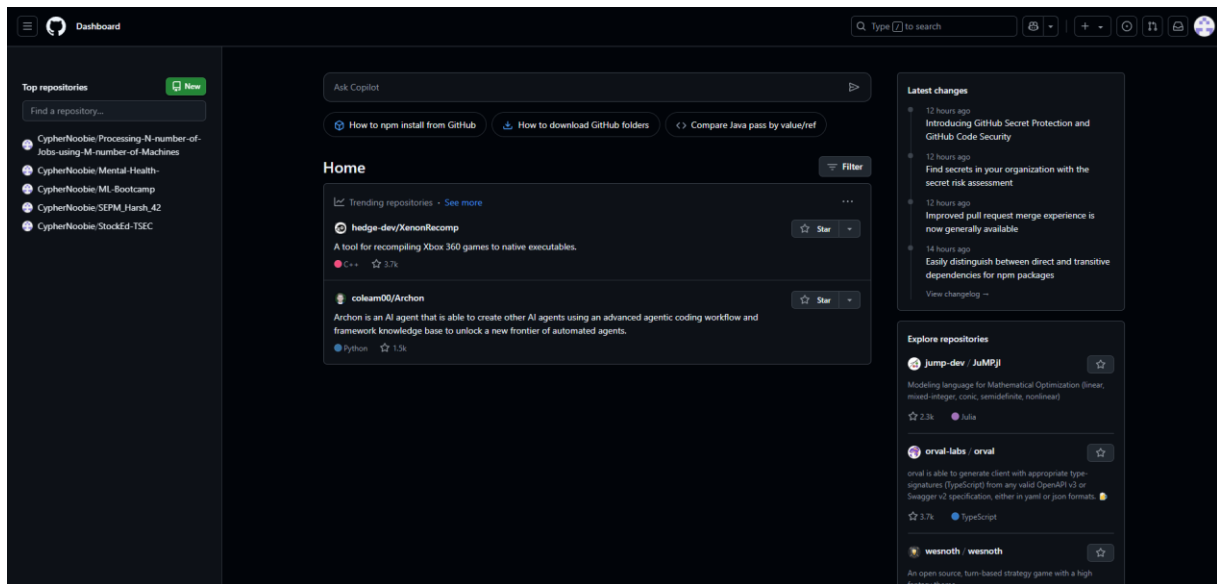 Dashboard
Type / to search
Top repositories
New
Find a repository...
CypherNoobie/Processing-N-number-of-
Jobs-using-M-number-of-Machines
CypherNoobie/Mental-Health-
CypherNoobie/ML-Bootcamp
CypherNoobie/SEPM_Harsh_42
CypherNoobie/StockEd-TSEC
Ask Copilot
How to npm install from GitHub
How to download GitHub folders
<> Compare Java pass by value/ref
Home
Filter
Trending repositories · See more
...
hedge-dev/XenonRecomp
Star
A tool for recompiling Xbox 360 games to native executables.
C++
3.7k
coleam00/Archon
Star
Archon is an AI agent that is able to create other AI agents using an advanced agentic coding workflow and
framework knowledge base to unlock a new frontier of automated agents.
Python
1.5k
Latest changes
12 hours ago
Introducing GitHub Secret Protection and
GitHub Code Security
12 hours ago
Find secrets in your organization with the
secret risk assessment
12 hours ago
Improved pull request merge experience is
now generally available
14 hours ago
Easily distinguish between direct and transitive
dependencies for npm packages
View changelog →
Explore repositories
jump-dev / JuMP.jl
Modeling language for Mathematical Optimization (linear,
mixed-integer, conic, semidefinite, nonlinear)
2.3k
Julia
orval-labs / orval
orval is able to generate client with appropriate type-
signatures (TypeScript) from any valid OpenAPI v3 or
Swagger v2 specification, either in yaml or json formats. 🍺
3.7k
TypeScript
wesnoth / wesnoth
An open source, turn-based strategy game with a high